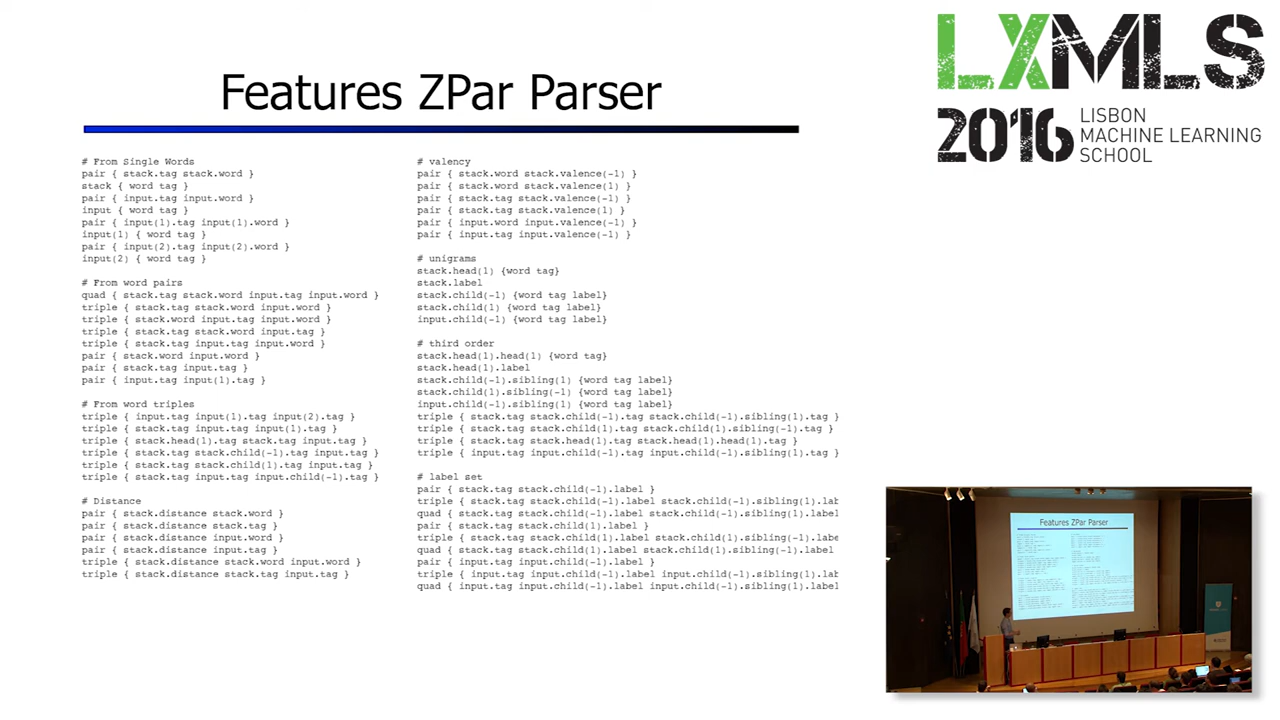 Features ZPar Parser
# From Single Words
pair { stack.tag stack.word }
stack { word tag }
pair { input.tag input.word }
input { word tag }
pair { input(1).tag input(1).word }
input(1) { word tag }
pair { input(2).tag input(2).word }
input(2) { word tag }
# From word pairs
quad { stack.tag stack.word input.tag input.word }
triple { stack.tag stack.word input.word }
triple { stack.word input.tag input.word }
triple { stack.tag stack.word input.tag }
triple { stack.tag input.tag input.word }
pair { stack.word input.word }
pair { stack.tag input.tag }
pair { input.tag input(1).tag }
# From word triples
triple { input.tag input(1).tag input(2).tag }
triple { stack.tag input.tag input(1).tag }
triple { stack.head(1).tag stack.tag input.tag }
triple { stack.tag stack.child(-1).tag input.tag }
triple { stack.tag stack.child(1).tag input.tag }
triple { stack.tag input.tag input.child(-1).tag }
# Distance
pair { stack.distance stack.word }
pair { stack.distance stack.tag }
pair { stack.distance input.word }
pair { stack.distance input.tag }
triple { stack.distance stack.word input.word }
triple { stack.distance stack.tag input.tag }
# valency
pair { stack.word stack.valence(-1) }
pair { stack.word stack.valence(1) }
pair { stack.tag stack.valence(-1) }
pair { stack.tag stack.valence(1) }
pair { input.word input.valence(-1) }
pair { input.tag input.valence(-1) }
# unigrams
stack.head(1) {word tag}
stack.label
stack.child(-1) {word tag label}
stack.child(1) {word tag label}
input.child(-1) {word tag label}
# third order
stack.head(1).head(1) {word tag}
stack.head(1).label
stack.child(-1).sibling(1) {word tag label}
stack.child(1).sibling(-1) {word tag label}
input.child(-1).sibling(1) {word tag label}
triple { stack.tag stack.child(-1).tag stack.child(-1).sibling(1).tag }
triple { stack.tag stack.child(1).tag stack.child(1).sibling(-1).tag }
triple { stack.tag stack.head(1).tag stack.head(1).head(1).tag }
triple { input.tag input.child(-1).tag input.child(-1).sibling(1).tag }
# label set
pair { stack.tag stack.child(-1).label }
triple { stack.tag stack.child(-1).label stack.child(-1).sibling(1).lab
quad { stack.tag stack.child(-1).label stack.child(-1).sibling(1).label
pair { stack.tag stack.child(1).label }
triple { stack.tag stack.child(1).label stack.child(1).sibling(-1).labe
quad { stack.tag stack.child(1).label stack.child(1).sibling(-1).label
pair { input.tag input.child(-1).label }
triple { input.tag input.child(-1).label input.child(-1).sibling(1).lab
quad { input.tag input.child(-1).label input.child(-1).sibling(1).label
LXMLS
2016
LISBON
MACHINE LEARNING
SCHOOL
Features ZPar Parser